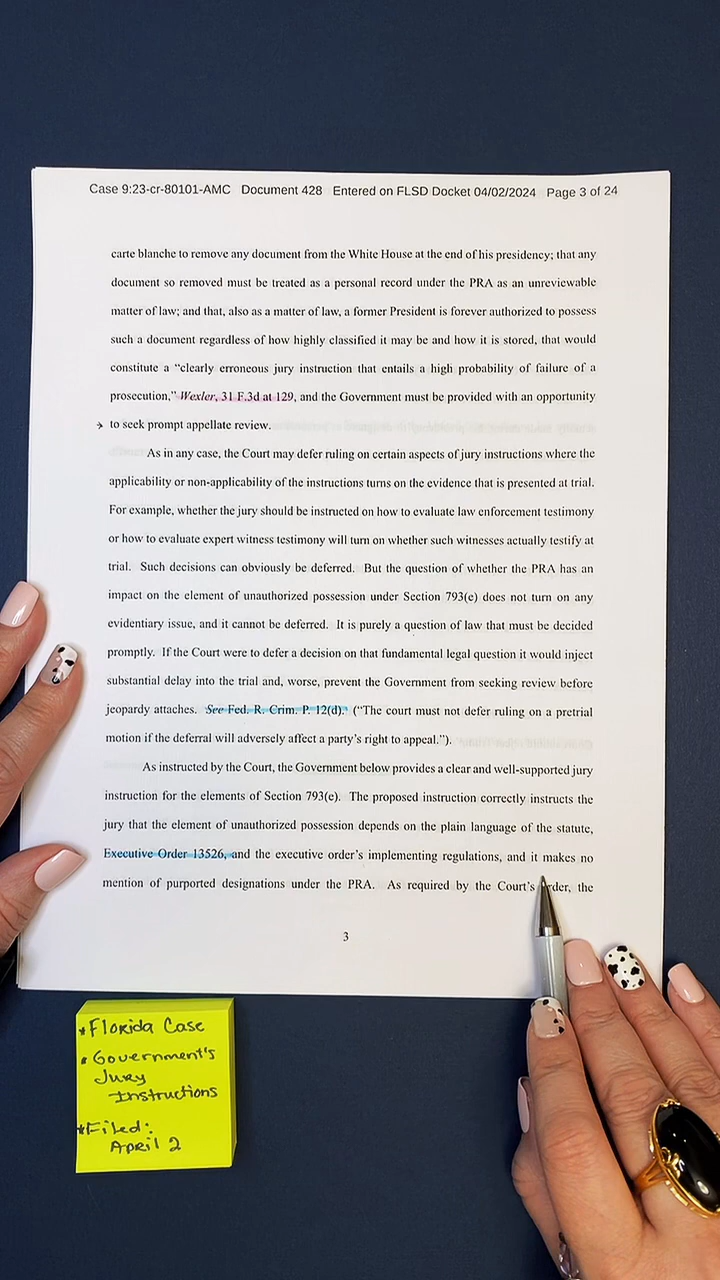 Case 9:23-cr-80101-AMC Document 428 Entered on FLSD Docket 04/02/2024 Page 3 of 24
carte blanche to remove any document from the White House at the end of his presidency; that any
document so removed must be treated as a personal record under the PRA as an unreviewable
matter of law; and that, also as a matter of law, a former President is forever authorized to possess
such a document regardless of how highly classified it may be and how it is stored, that would
constitute a “clearly erroneous jury instruction that entails a high probability of failure of a
prosecution,” Wexler, 31 F.3d at 129, and the Government must be provided with an opportunity
to seek prompt appellate review.
As in any case, the Court may defer ruling on certain aspects of jury instructions where the
applicability or non-applicability of the instructions turns on the evidence that is presented at trial.
For example, whether the jury should be instructed on how to evaluate law enforcement testimony
or how to evaluate expert witness testimony will turn on whether such witnesses actually testify at
trial. Such decisions can obviously be deferred. But the question of whether the PRA has an
impact on the element of unauthorized possession under Section 793(e) does not turn on any
evidentiary issue, and it cannot be deferred. It is purely a question of law that must be decided
promptly. If the Court were to defer a decision on that fundamental legal question it would inject
substantial delay into the trial and, worse, prevent the Government from seeking review before
jeopardy attaches. See Fed. R. Crim. P. 12(d). (“The court must not defer ruling on a pretrial
motion if the deferral will adversely affect a party’s right to appeal.”).
As instructed by the Court, the Government below provides a clear and well-supported jury
instruction for the elements of Section 793(e). The proposed instruction correctly instructs the
jury that the element of unauthorized possession depends on the plain language of the statute,
Executive Order 13526, and the executive order’s implementing regulations, and it makes no
mention of purported designations under the PRA. As required by the Court’s order, the
3
* Florida Case
* Government's
Jury
Instructions
* Filed:
April 2